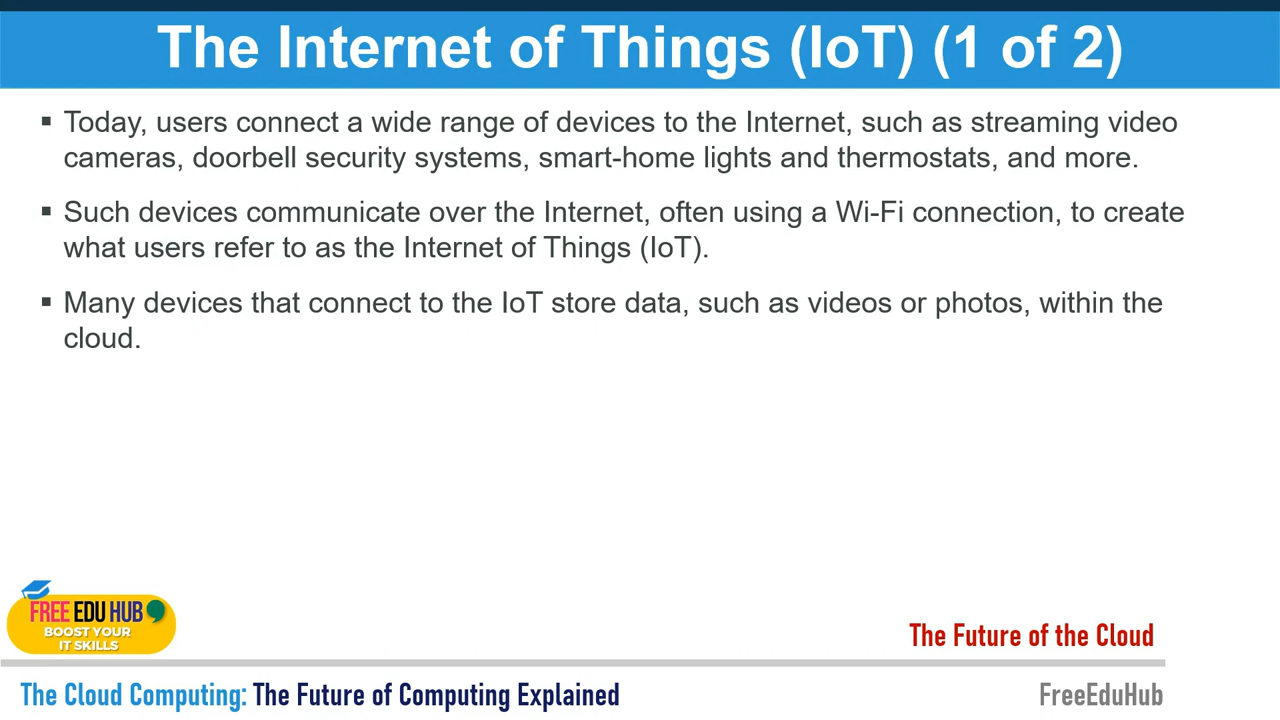 The Internet of Things (IoT) (1 of 2)
▪ Today, users connect a wide range of devices to the Internet, such as streaming video
cameras, doorbell security systems, smart-home lights and thermostats, and more.
▪ Such devices communicate over the Internet, often using a Wi-Fi connection, to create
what users refer to as the Internet of Things (IoT).
▪ Many devices that connect to the IoT store data, such as videos or photos, within the
cloud.
FREE EDU HUB
BOOST YOUR
IT SKILLS
The Future of the Cloud
The Cloud Computing: The Future of Computing Explained
FreeEduHub